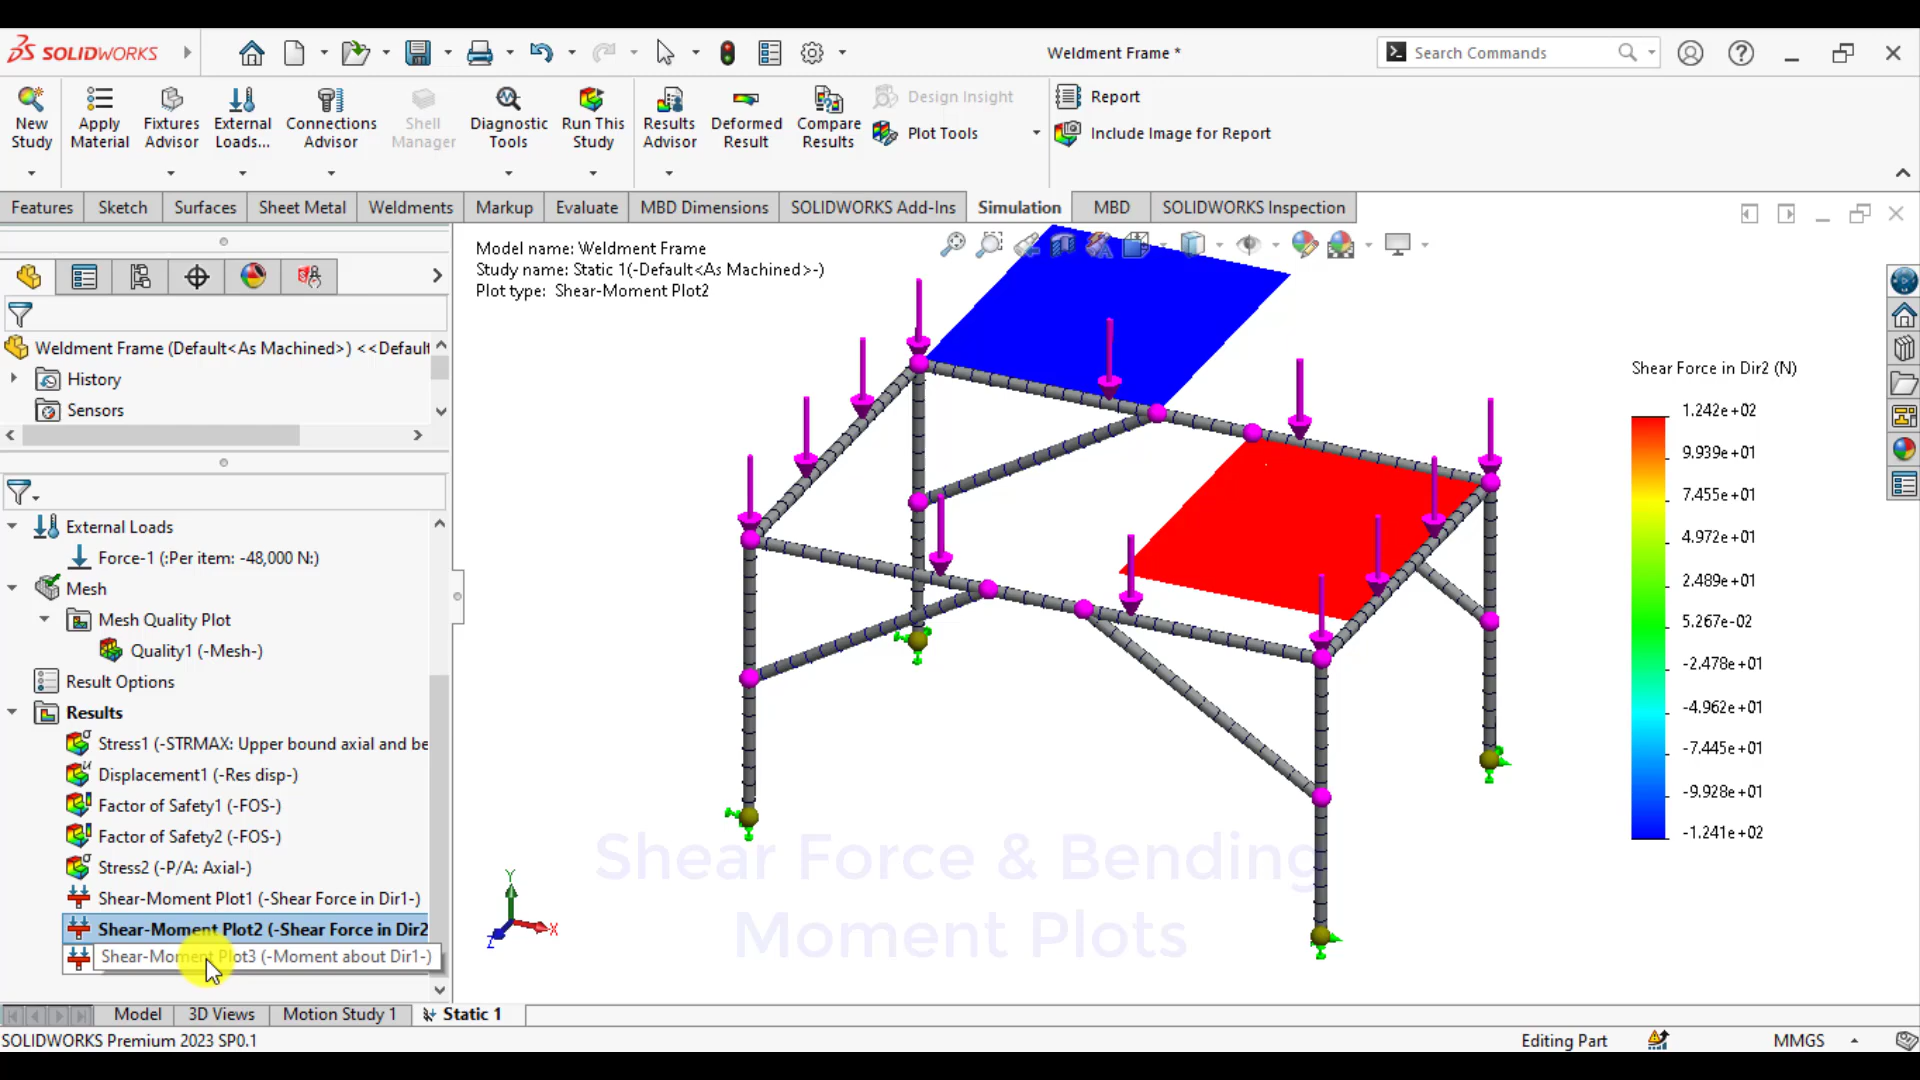 SOLIDWORKS
Weldment Frame *
Search Commands
New Study
Apply Material
Fixtures Advisor
External Loads...
Connections Advisor
Shell Manager
Diagnostic Tools
Run This Study
Results Advisor
Deformed Result
Compare Results
Design Insight
Plot Tools
Report
Include Image for Report
Features
Sketch
Surfaces
Sheet Metal
Weldments
Markup
Evaluate
MBD Dimensions
SOLIDWORKS Add-Ins
Simulation
MBD
SOLIDWORKS Inspection
Weldment Frame (Default<As Machined>) <<Default
History
Sensors
External Loads
Force-1 (:Per item: -48,000 N:)
Mesh
Mesh Quality Plot
Quality1 (-Mesh-)
Result Options
Results
Stress1 (-STRMAX: Upper bound axial and be
Displacement1 (-Res disp-)
Factor of Safety1 (-FOS-)
Factor of Safety2 (-FOS-)
Stress2 (-P/A: Axial-)
Shear-Moment Plot1 (-Shear Force in Dir1-)
Shear-Moment Plot2 (-Shear Force in Dir2
Shear-Moment Plot3 (-Moment about Dir1-)
Model name: Weldment Frame
Study name: Static 1(-Default<As Machined>-)
Plot type: Shear-Moment Plot2
Shear Force in Dir2 (N)
1.242e+02
9.939e+01
7.455e+01
4.972e+01
2.489e+01
5.267e-02
-2.478e+01
-4.962e+01
-7.445e+01
-9.928e+01
-1.241e+02
Shear Force & Bending
Moment Plots
Y
X
Z
Model
3D Views
Motion Study 1
Static 1
SOLIDWORKS Premium 2023 SP0.1
Editing Part
MMGS